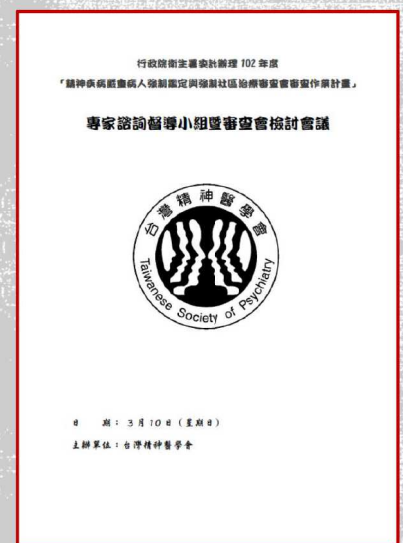 行政院衛生署委託辦理 102 年度
「精神疾病嚴重病人強制鑑定與強制社區治療審查會審查作業計畫」
專家諮詢督導小組暨審查會檢討會議
台灣精神醫學會
Taiwanese Society of Psychiatry
日 期：3月10日（星期日）
主辦單位：台灣精神醫學會